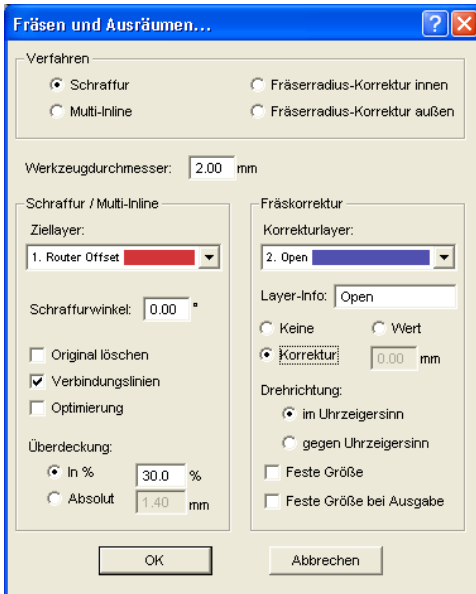 Fräsen und Ausräumen...
Verfahren
Schraffur
Fräserradius-Korrektur innen
Multi-Inline
Fräserradius-Korrektur außen
Werkzeugdurchmesser: 2.00 mm
Schraffur / Multi-Inline
Ziellayer:
1. Router Offset
Schraffurwinkel: 0.00 °
Original löschen
Verbindungslinien
Optimierung
Überdeckung:
In % 30.0 %
Absolut 1.40 mm
Fräskorrektur
Korrekturlayer:
2. Open
Layer-Info: Open
Keine Wert
Korrektur 0.00 mm
Drehrichtung:
im Uhrzeigersinn
gegen Uhrzeigersinn
Feste Größe
Feste Größe bei Ausgabe
OK Abbrechen